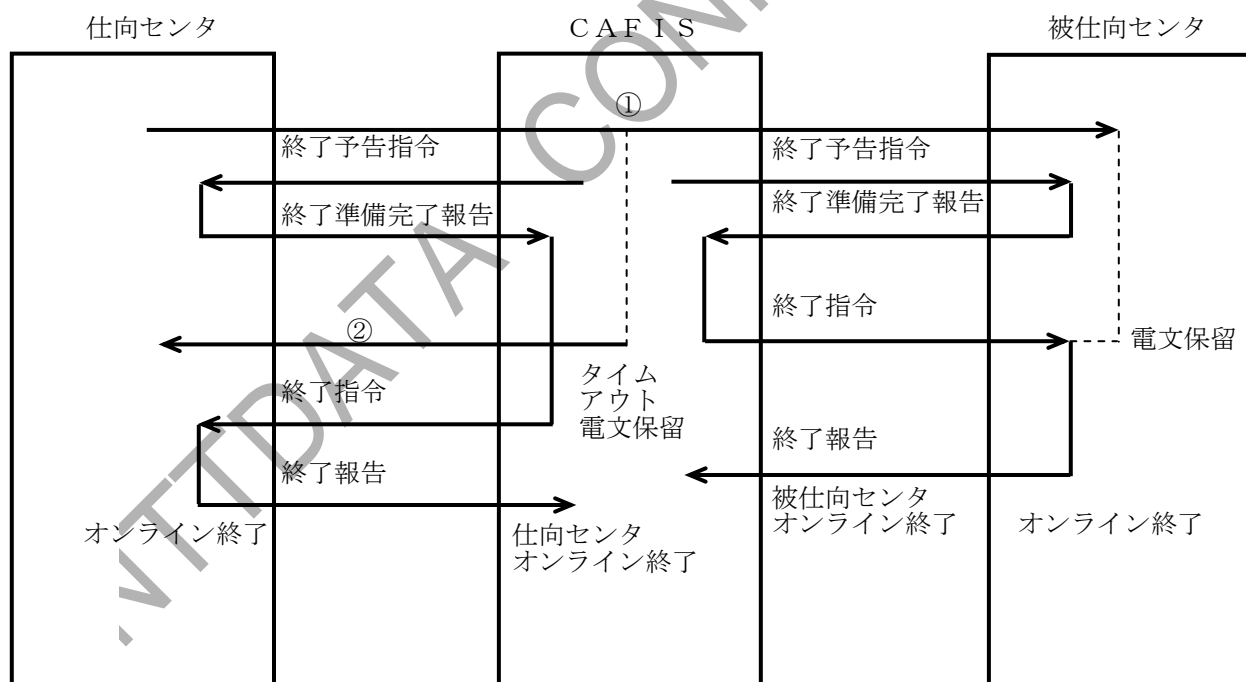 仕向センタ
ＣＡＦＩＳ
被仕向センタ
①
終了予告指令
終了予告指令
終了準備完了報告
終了準備完了報告
終了指令
②
電文保留
タイム
アウト
電文保留
終了指令
終了報告
終了報告
被仕向センタ
オンライン終了
オンライン終了
オンライン終了
仕向センタ
オンライン終了
NTTDATA CON